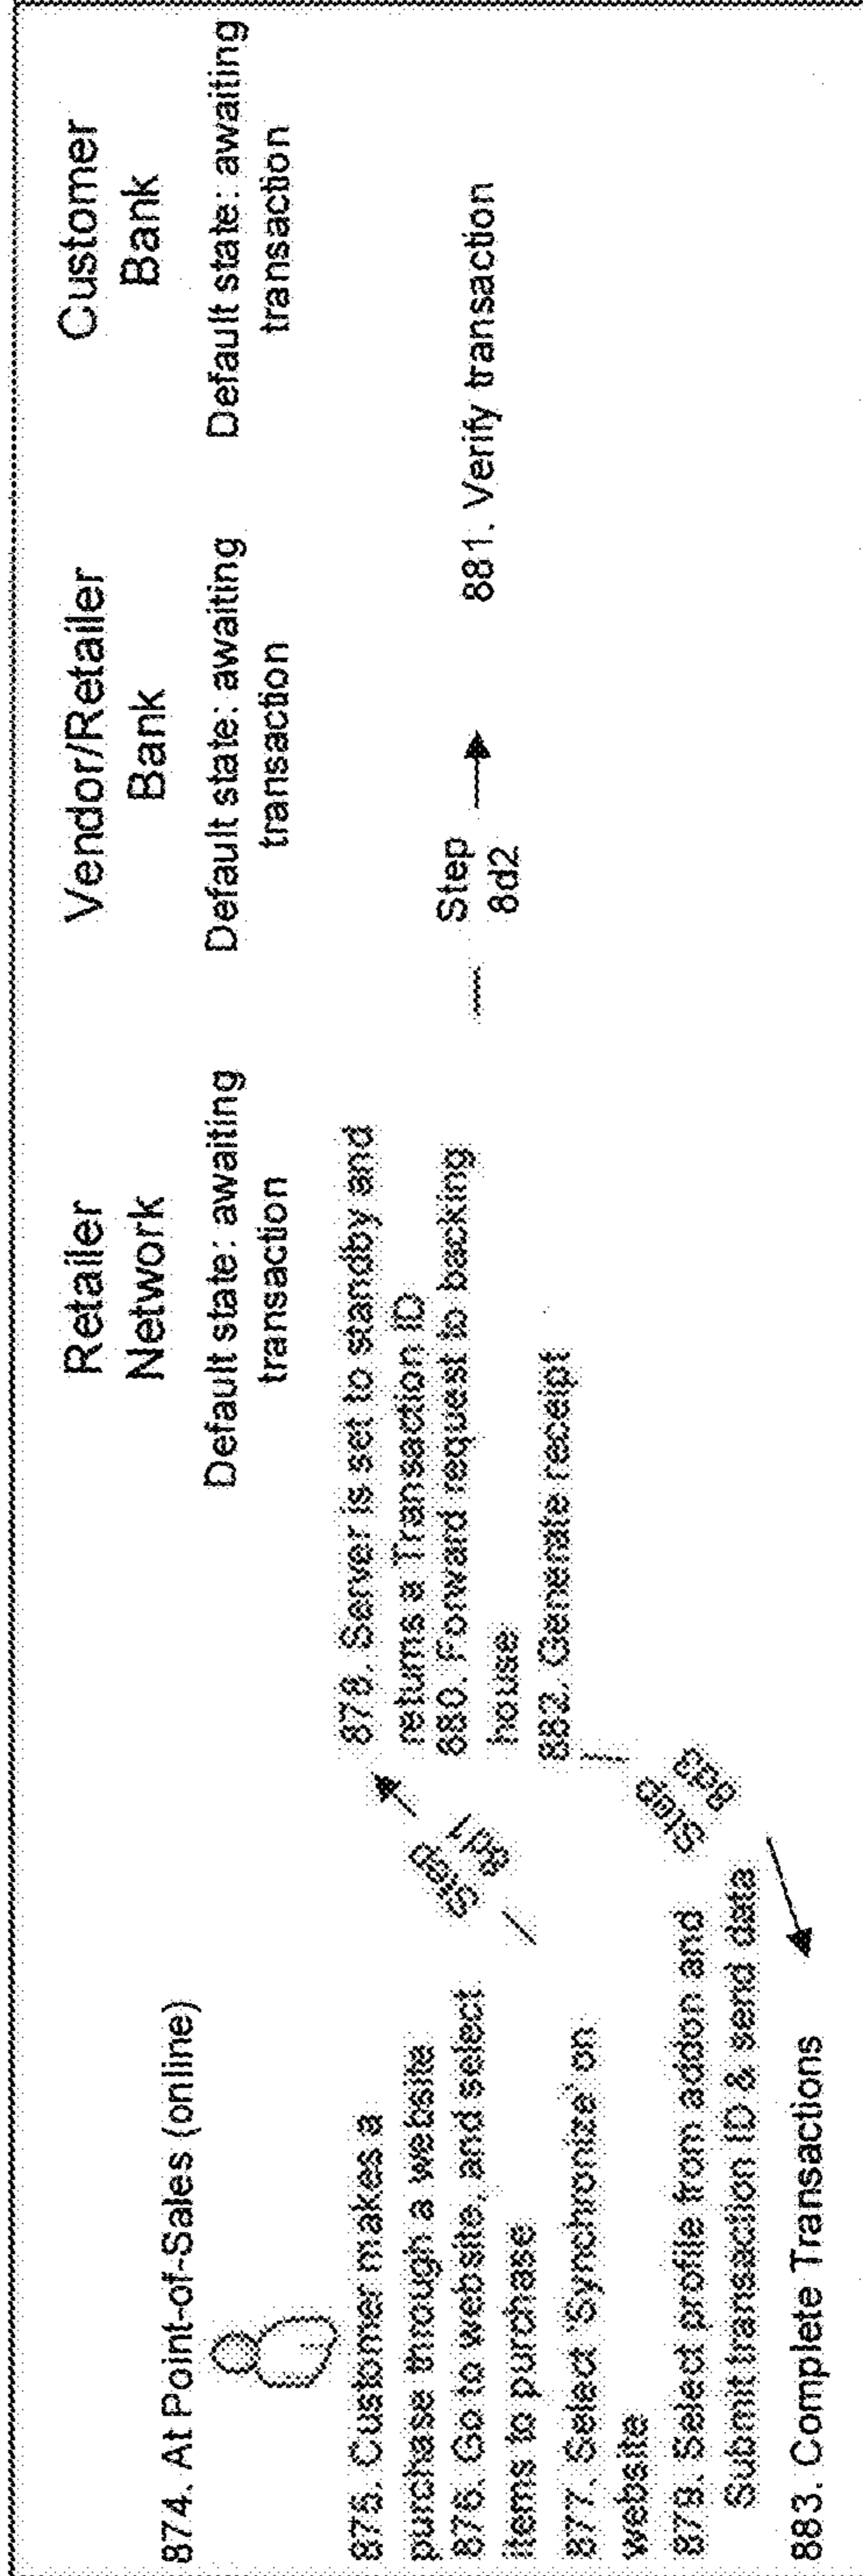 874. At Point-of-Sales (online)
875. Customer makes a
purchase through a website
876. Go to website, and select
items to purchase
877. Select 'Synchronize' on
website
879. Select profile from addon and
Submit transaction ID & send data
883. Complete Transactions
Step
8d1
Step
8d3
Retailer
Network
Default state: awaiting
transaction
878. Server is set to standby and
returns a Transaction ID
880. Forward request to backing
house
882. Generate receipt
Vendor/Retailer
Bank
Default state: awaiting
transaction
Step
8d2
Customer
Bank
Default state: awaiting
transaction
881. Verify transaction